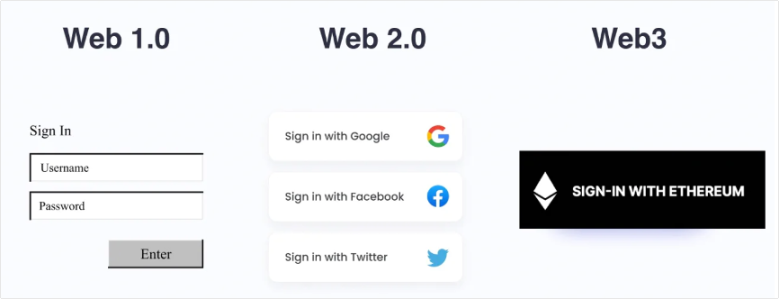 Web 1.0
Web 2.0
Web3
Sign In
Username
Password
Enter
Sign in with Google
Sign in with Facebook
Sign in with Twitter
SIGN-IN WITH ETHEREUM